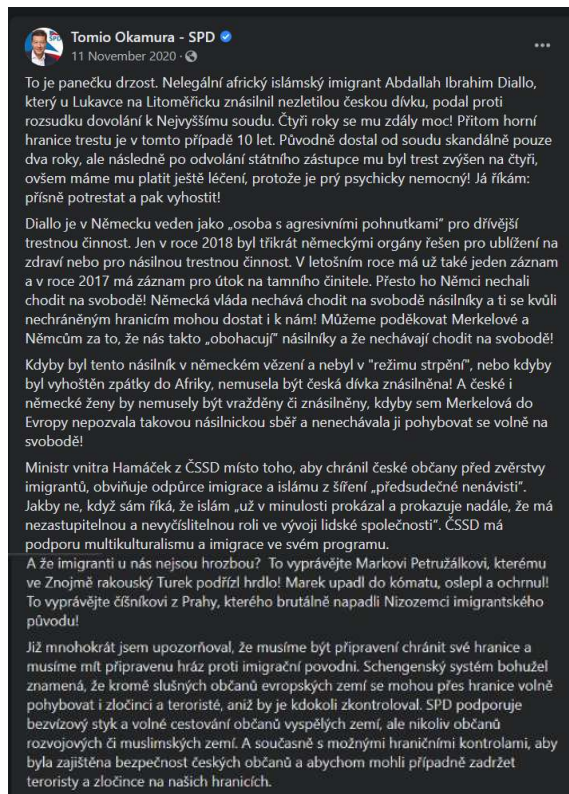 Tomio Okamura - SPD
11 November 2020 ·
To je panečku drzost. Nelegální africký islámský imigrant Abdallah Ibrahim Diallo,
který u Lukavce na Litoměřicku znásilnil nezletilou českou dívku, podal proti
rozsudku dovolání k Nejvyššímu soudu. Čtyři roky se mu zdály moc! Přitom horní
hranice trestu je v tomto případě 10 let. Původně dostal od soudu skandálně pouze
dva roky, ale následně po odvolání státního zástupce mu byl trest zvýšen na čtyři,
ovšem máme mu platit ještě léčení, protože je prý psychicky nemocný! Já říkám:
přísně potrestat a pak vyhostit!
Diallo je v Německu veden jako „osoba s agresivními pohnutkami“ pro dřívější
trestnou činnost. Jen v roce 2018 byl třikrát německými orgány řešen pro ublížení na
zdraví nebo pro násilnou trestnou činnost. V letošním roce má už také jeden záznam
a v roce 2017 má záznam pro útok na tamního činitele. Přesto ho Němci nechali
chodit na svobodě! Německá vláda nechává chodit na svobodě násilníky a ti se kvůli
nechráněným hranicím mohou dostat i k nám! Můžeme poděkovat Merkelové a
Němcům za to, že nás takto „obohacují” násilníky a že nechávají chodit na svobodě!
Kdyby byl tento násilník v německém vězení a nebyl v "režimu strpění", nebo kdyby
byl vyhoštěn zpátky do Afriky, nemusela být česká dívka znásilněna! A české i
německé ženy by nemusely být vražděny či znásilněny, kdyby sem Merkelová do
Evropy nepozvala takovou násilnickou sběř a nenechávala ji pohybovat se volně na
svobodě!
Ministr vnitra Hamáček z ČSSD místo toho, aby chránil české občany před zvěrstvy
imigrantů, obviňuje odpůrce imigrace a islámu z šíření „předsudečné nenávisti“.
Jakby ne, když sám říká, že islám „už v minulosti prokázal a prokazuje nadále, že má
nezastupitelnou a nevyčíslitelnou roli ve vývoji lidské společnosti“. ČSSD má
podporu multikulturalismu a imigrace ve svém programu.
A že imigranti u nás nejsou hrozbou? To vyprávějte Markovi Petružálkovi, kterému
ve Znojmě rakouský Turek podřízl hrdlo! Marek upadl do kómatu, oslepl a ochrnul!
To vyprávějte číšníkovi z Prahy, kterého brutálně napadli Nizozemci imigrantského
původu!
Již mnohokrát jsem upozorňoval, že musíme být připravení chránit své hranice a
musíme mít připravenu hráz proti imigrační povodni. Schengenský systém bohužel
znamená, že kromě slušných občanů evropských zemí se mohou přes hranice volně
pohybovat i zločinci a teroristé, aniž by je kdokoli zkontroloval. SPD podporuje
bezvízový styk a volné cestování občanů vyspělých zemí, ale nikoliv občanů
rozvojových či muslimských zemí. A současně s možnými hraničními kontrolami, aby
byla zajištěna bezpečnost českých občanů a abychom mohli případně zadržet
teroristy a zločince na našich hranicích.